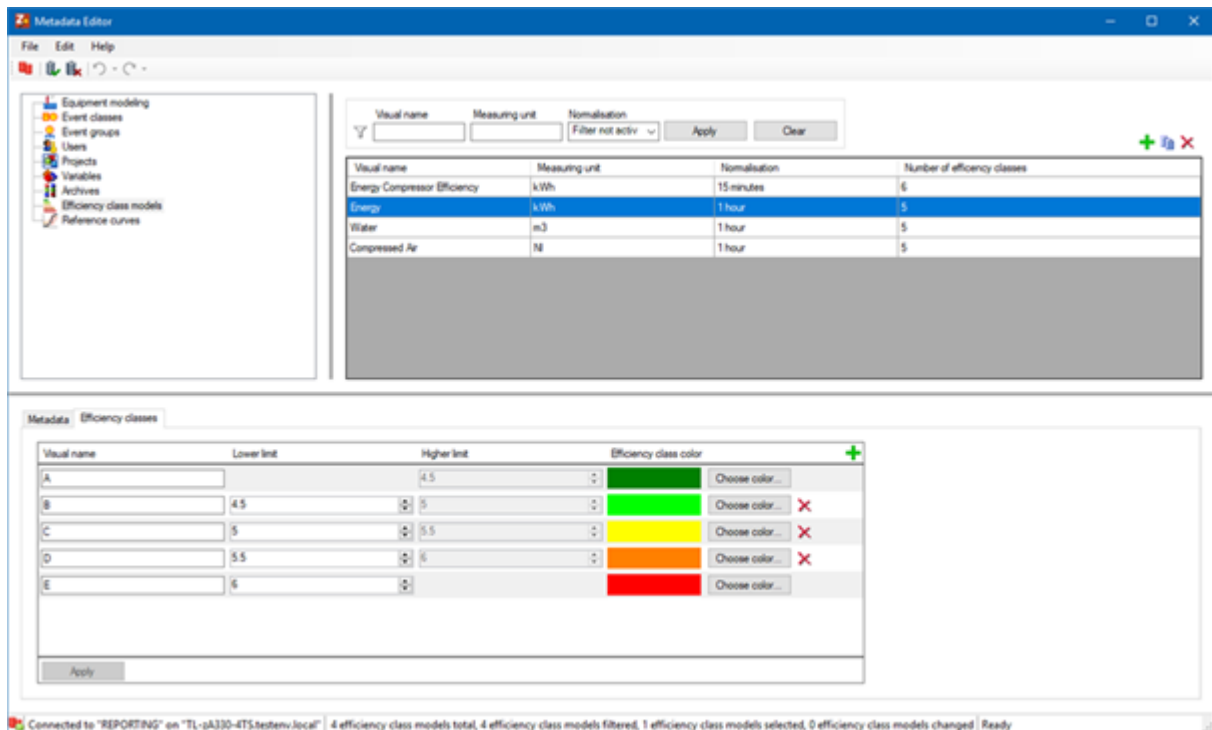 Metadata Editor
File Edit Help
Equipment modeling
Event classes
Event groups
Users
Projects
Variables
Archives
Efficiency class models
Reference curves
Visual name Measuring unit Normalisation
Filter not activ Apply Clear
Visual name Measuring unit Normalisation Number of efficency classes
Energy Compressor Efficiency kWh 15 minutes 6
Energy kWh 1 hour 5
Water m3 1 hour 5
Compressed Air Nl 1 hour 5
Metadata Efficiency classes
Visual name Lower limit Higher limit Efficiency class color
A 4.5 Choose color...
B 4.5 5 Choose color...
C 5 5.5 Choose color...
D 5.5 6 Choose color...
E 6 Choose color...
Apply
Connected to "REPORTING" on "TL-zA330-4TS.testenv.local" 4 efficiency class models total, 4 efficiency class models filtered, 1 efficiency class models selected, 0 efficiency class models changed Ready